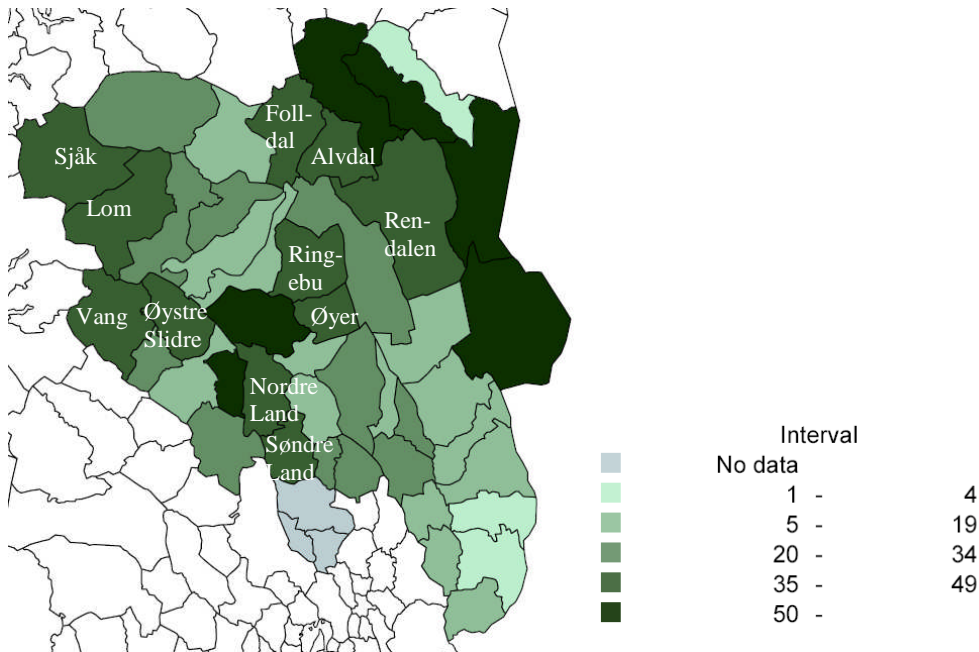 Foll-
dal
Sjåk
Alvdal
Lom
Ren-
dalen
Ring-
ebu
Vang
Øystre
Slidre
Øyer
Nordre
Land
Søndre
Land
Interval
No data
1 - 4
5 - 19
20 - 34
35 - 49
50 -